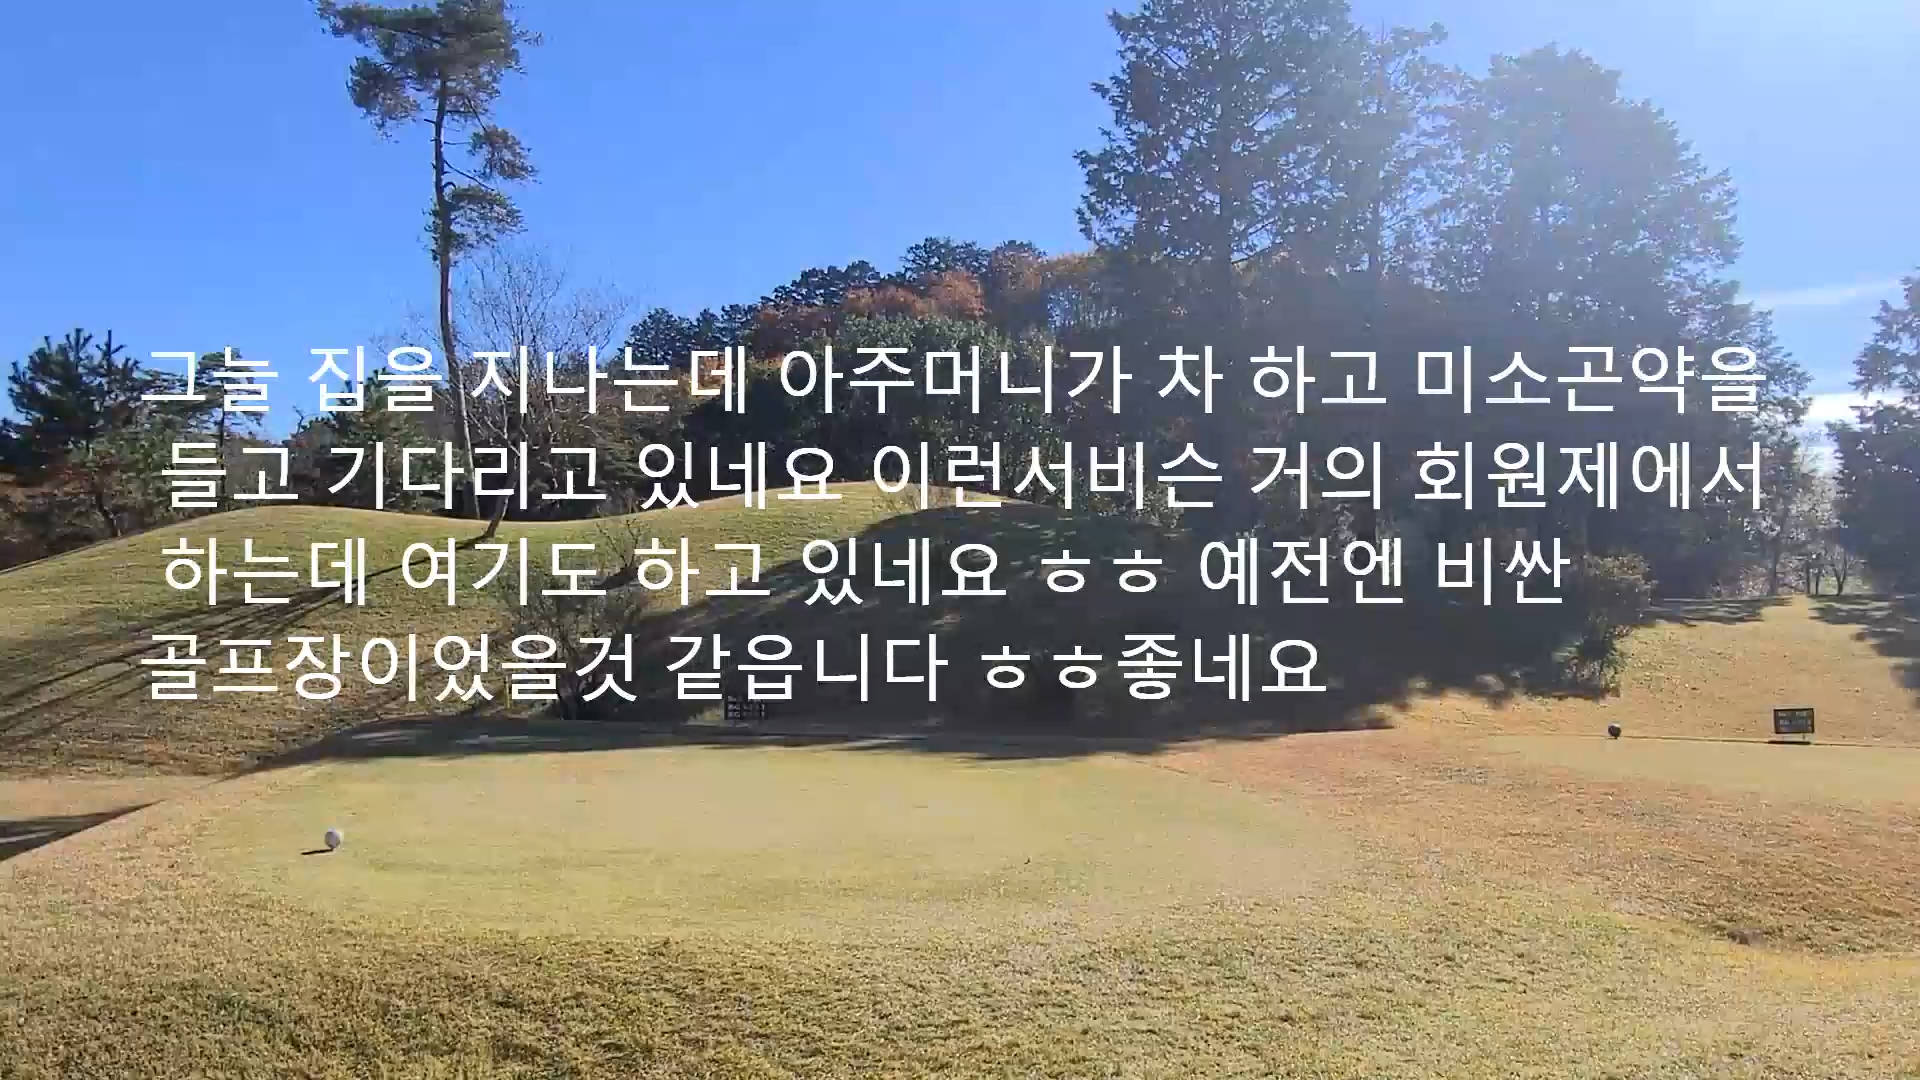 그늘 집을 지나는데 아주머니가 차 하고 미소곤약을
들고 기다리고 있네요 이런서비슨 거의 회원제에서
하는데 여기도 하고 있네요 ㅎㅎ 예전엔 비싼
골프장이었을것 같읍니다 ㅎㅎ좋네요